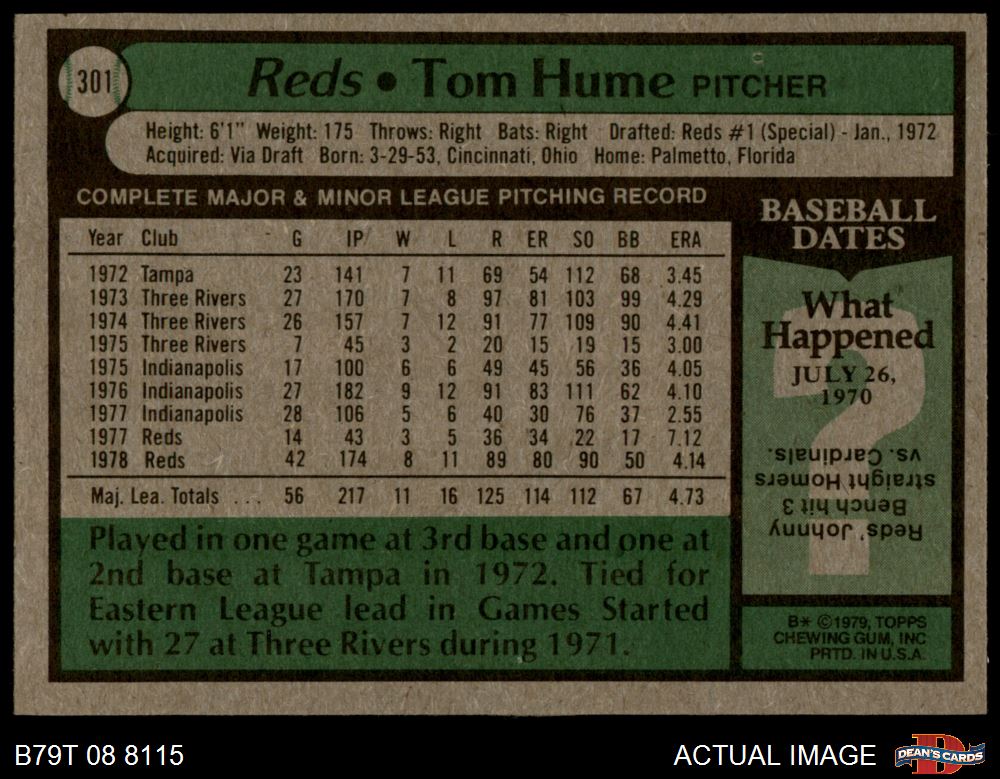 301
Reds • Tom Hume PITCHER
Height: 6'1" Weight: 175 Throws: Right Bats: Right Drafted: Reds #1 (Special) - Jan., 1972
Acquired: Via Draft Born: 3-29-53, Cincinnati, Ohio Home: Palmetto, Florida
COMPLETE MAJOR & MINOR LEAGUE PITCHING RECORD
Year Club G IP W L R ER SO BB ERA
1972 Tampa 23 141 7 11 69 54 112 68 3.45
1973 Three Rivers 27 170 7 8 97 81 103 99 4.29
1974 Three Rivers 26 157 7 12 91 77 109 90 4.41
1975 Three Rivers 7 45 3 2 20 15 19 15 3.00
1975 Indianapolis 17 100 6 6 49 45 56 36 4.05
1976 Indianapolis 27 182 9 12 91 83 111 62 4.10
1977 Indianapolis 28 106 5 6 40 30 76 37 2.55
1977 Reds 14 43 3 5 36 34 22 17 7.12
1978 Reds 42 174 8 11 89 80 90 50 4.14
Maj. Lea. Totals ... 56 217 11 16 125 114 112 67 4.73
Played in one game at 3rd base and one at
2nd base at Tampa in 1972. Tied for
Eastern League lead in Games Started
with 27 at Three Rivers during 1971.
BASEBALL
DATES
What
Happened
JULY 26,
1970
?
Reds' Johnny
Bench hit 3
straight Homers
vs. Cardinals.
B* ©1979, TOPPS
CHEWING GUM, INC
PRTD. IN U.S.A.
B79T 08 8115
ACTUAL IMAGE
D
DEAN'S CARDS